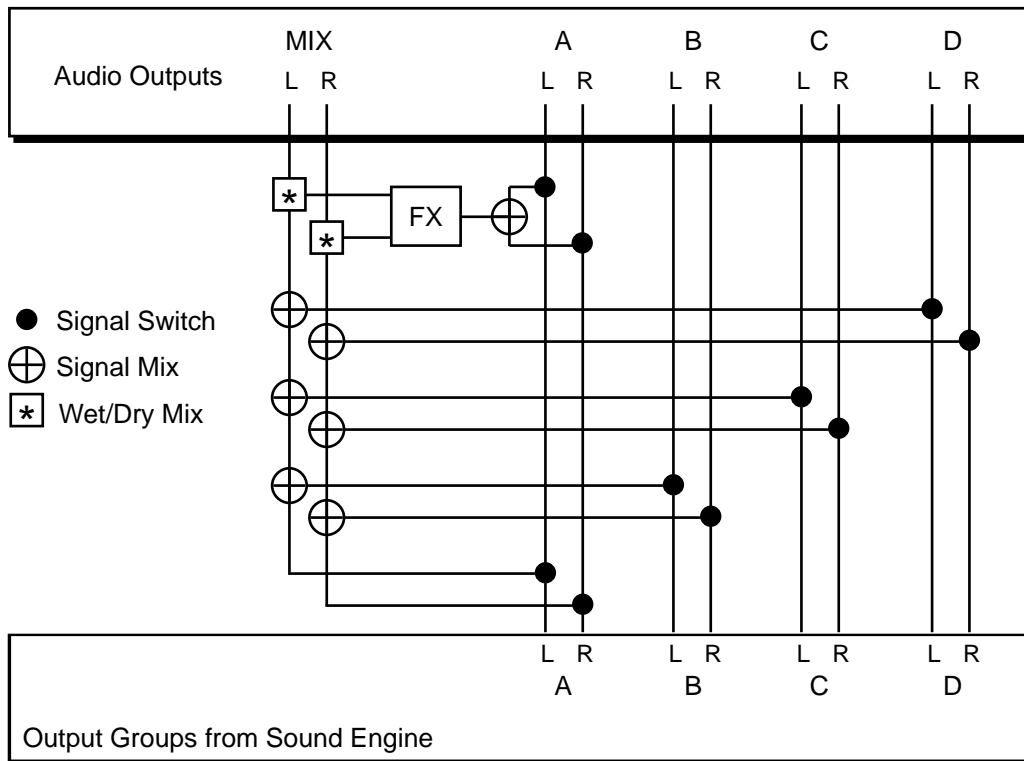 MIX A B C D
Audio Outputs L R L R L R L R L R
*
FX
*
Signal Switch
Signal Mix
* Wet/Dry Mix
L R L R L R L R
A B C D
Output Groups from Sound Engine